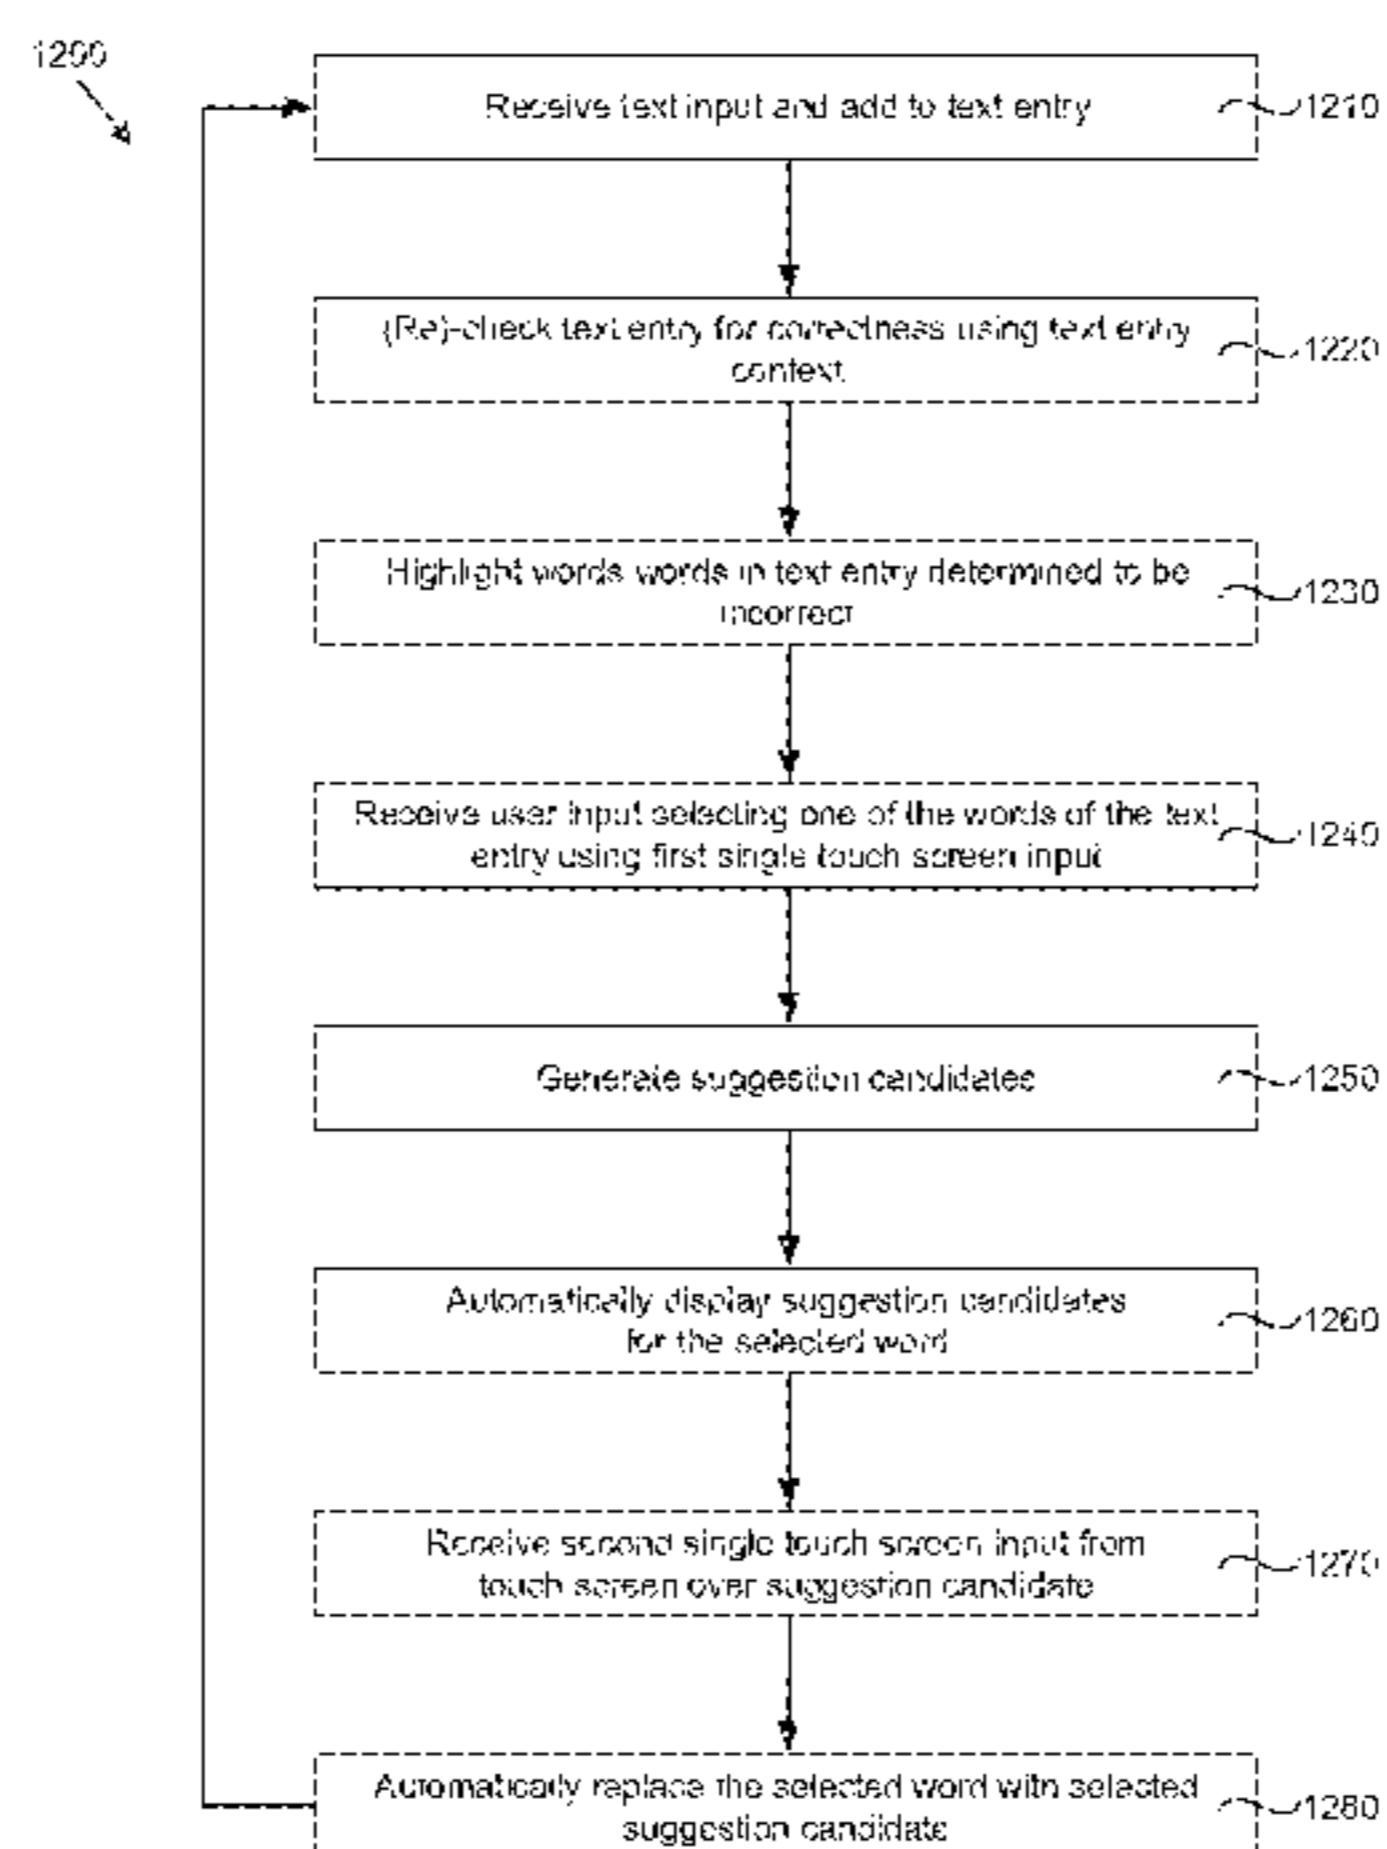 1200
Receive text input and add to text entry
1210
(Re)-check text entry for correctness using text entry
context
1220
Highlight words words in text entry determined to be
incorrect
1230
Receive user input selecting one of the words of the text
entry using first single touch screen input
1240
Generate suggestion candidates
1250
Automatically display suggestion candidates
for the selected word
1260
Receive second single touch screen input from
touch screen over suggestion candidate
1270
Automatically replace the selected word with selected
suggestion candidate
1280